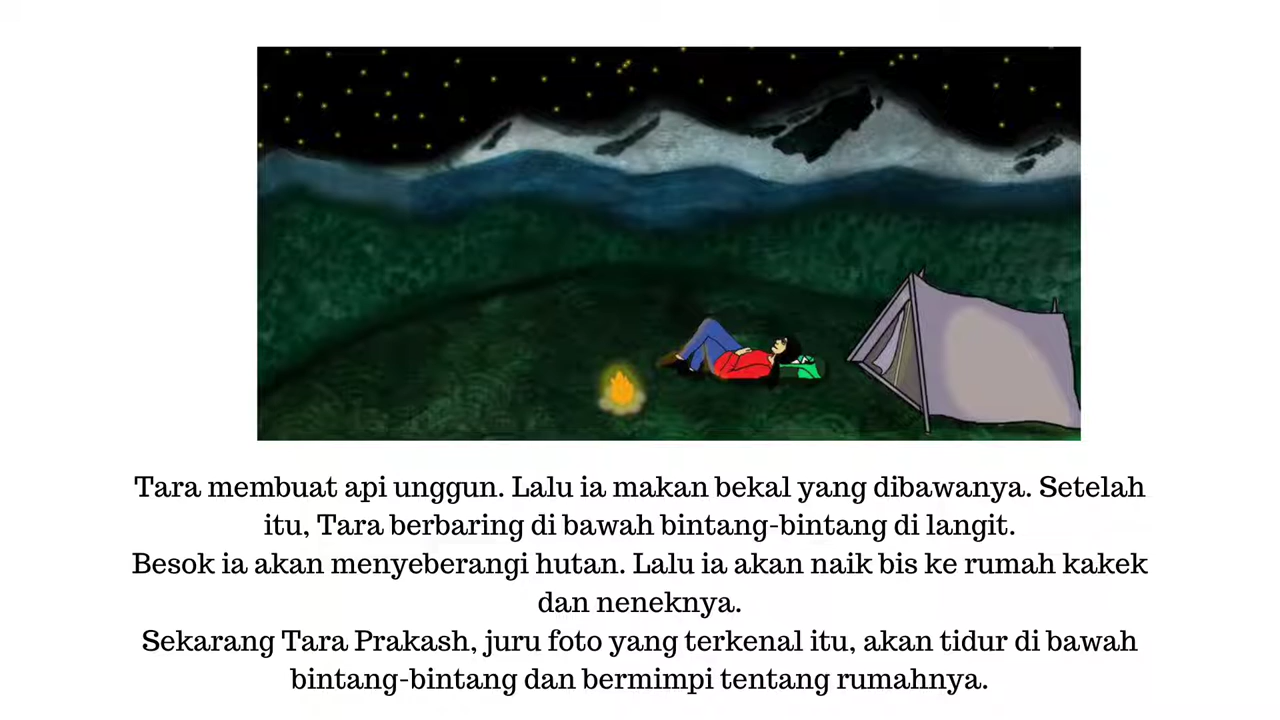 Tara membuat api unggun. Lalu ia makan bekal yang dibawanya. Setelah
itu, Tara berbaring di bawah bintang-bintang di langit.
Besok ia akan menyeberangi hutan. Lalu ia akan naik bis ke rumah kakek
dan neneknya.
Sekarang Tara Prakash, juru foto yang terkenal itu, akan tidur di bawah
bintang-bintang dan bermimpi tentang rumahnya.